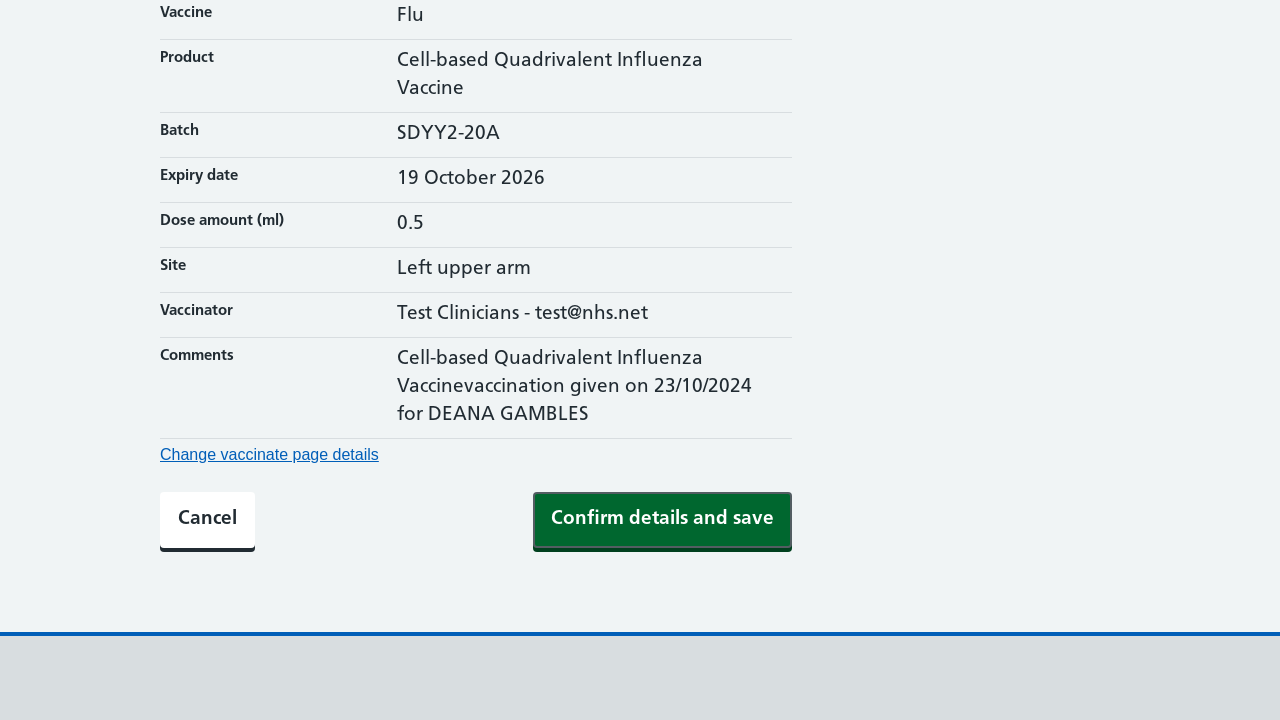 Vaccine Flu
Product Cell-based Quadrivalent Influenza
Vaccine
Batch SDYY2-20A
Expiry date 19 October 2026
Dose amount (ml) 0.5
Site Left upper arm
Vaccinator Test Clinicians - test@nhs.net
Comments Cell-based Quadrivalent Influenza
Vaccinevaccination given on 23/10/2024
for DEANA GAMBLES
Change vaccinate page details
Cancel Confirm details and save